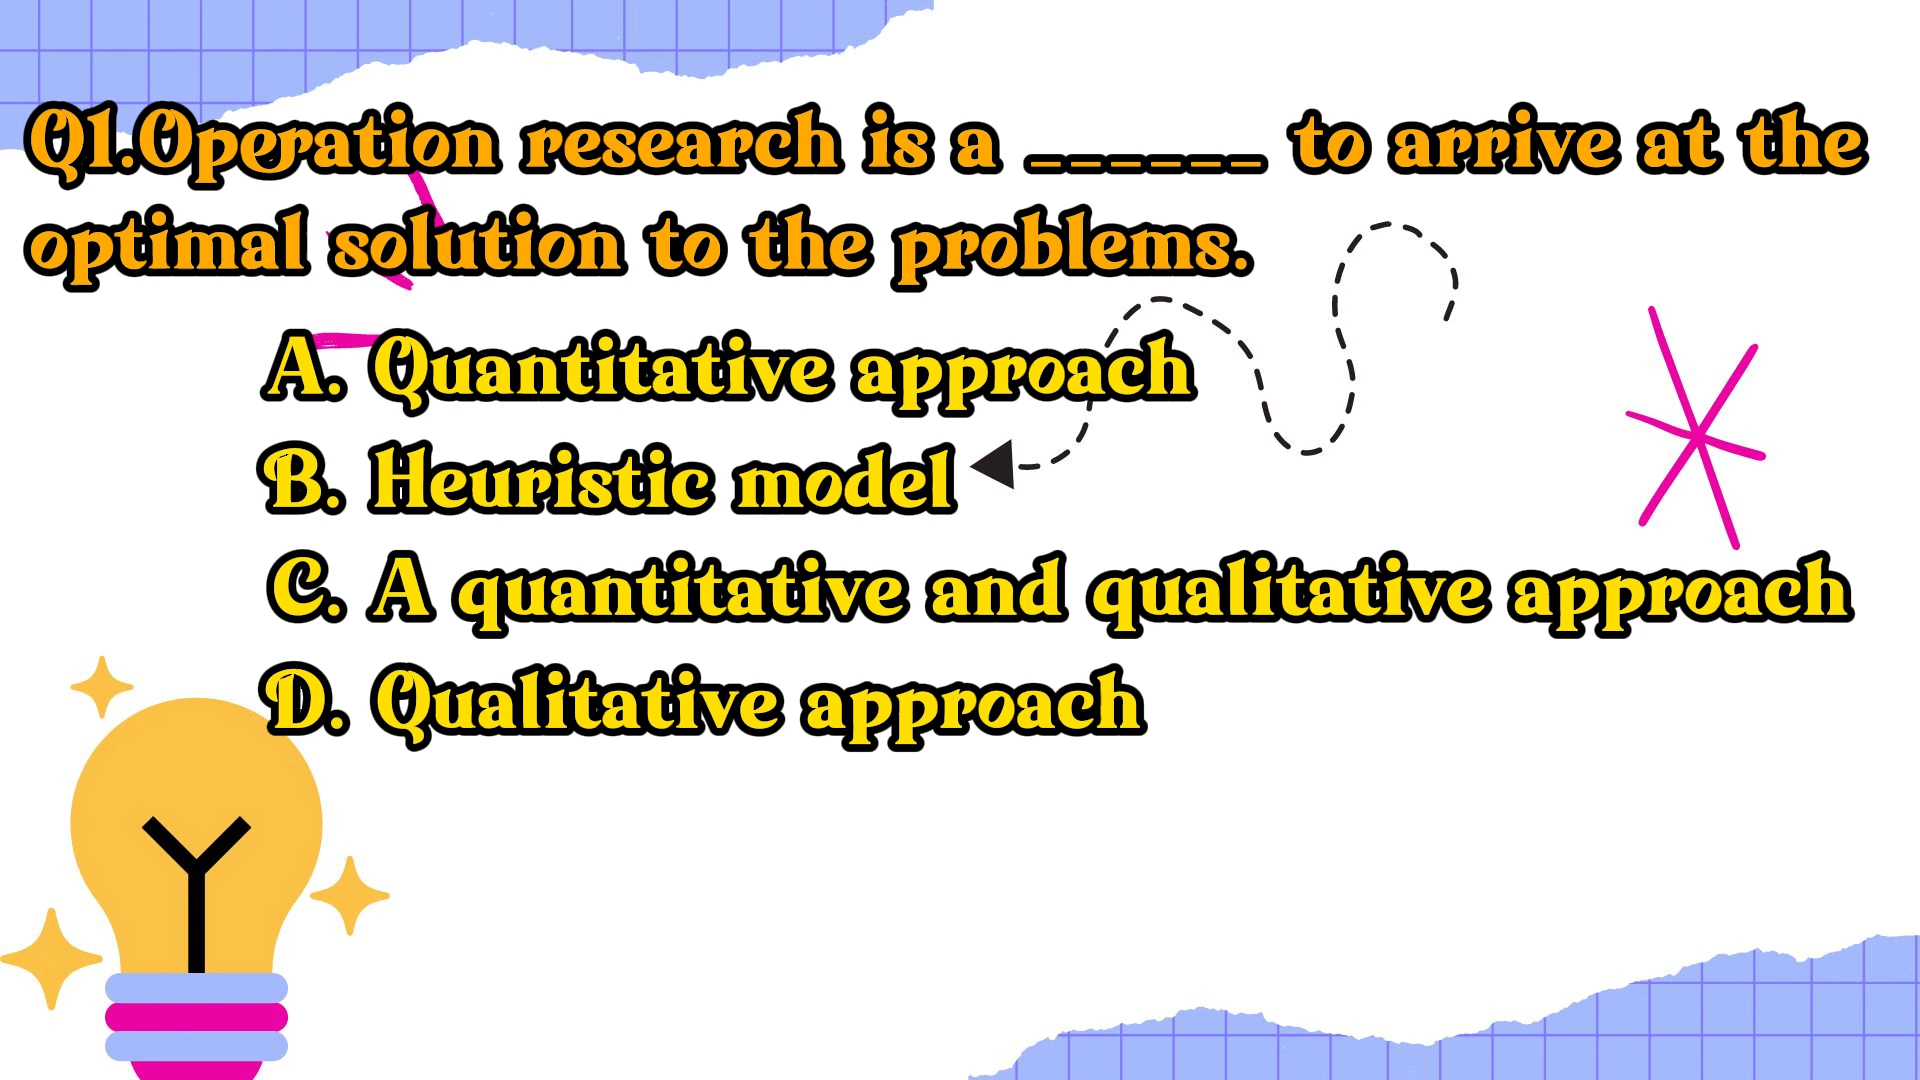 Q1.Operation research is a ______ to arrive at the
optimal solution to the problems.
A. Quantitative approach
B. Heuristic model
C. A quantitative and qualitative approach
D. Qualitative approach